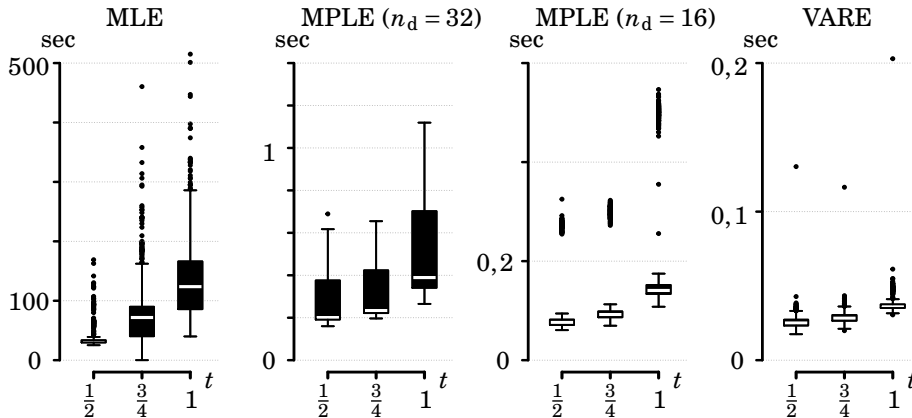 MLE MPLE (n_d = 32) MPLE (n_d = 16) VARE
sec sec sec sec
500 0,2
1
0,1
0,2
100
0 0 0 0
1/2 3/4 1 t 1/2 3/4 1 t 1/2 3/4 1 t 1/2 3/4 1 t